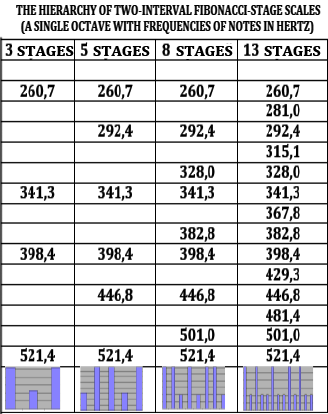 THE HIERARCHY OF TWO-INTERVAL FIBONACCI-STAGE SCALES
(A SINGLE OCTAVE WITH FREQUENCIES OF NOTES IN HERTZ)
3 STAGES 5 STAGES 8 STAGES 13 STAGES
260,7 260,7 260,7 260,7
281,0
292,4 292,4 292,4
315,1
328,0 328,0
341,3 341,3 341,3 341,3
367,8
382,8 382,8
398,4 398,4 398,4 398,4
429,3
446,8 446,8 446,8
481,4
501,0 501,0
521,4 521,4 521,4 521,4